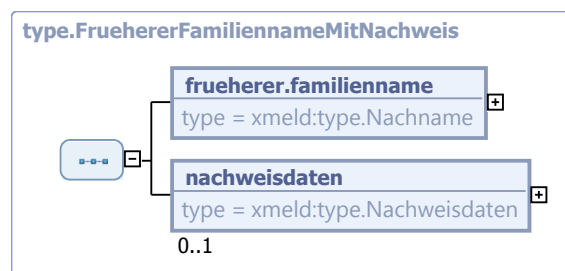 type.FruehererFamiliennameMitNachweis
frueherer.familienname
type = xmeld:type.Nachname
nachweisdaten
type = xmeld:type.Nachweisdaten
0..1